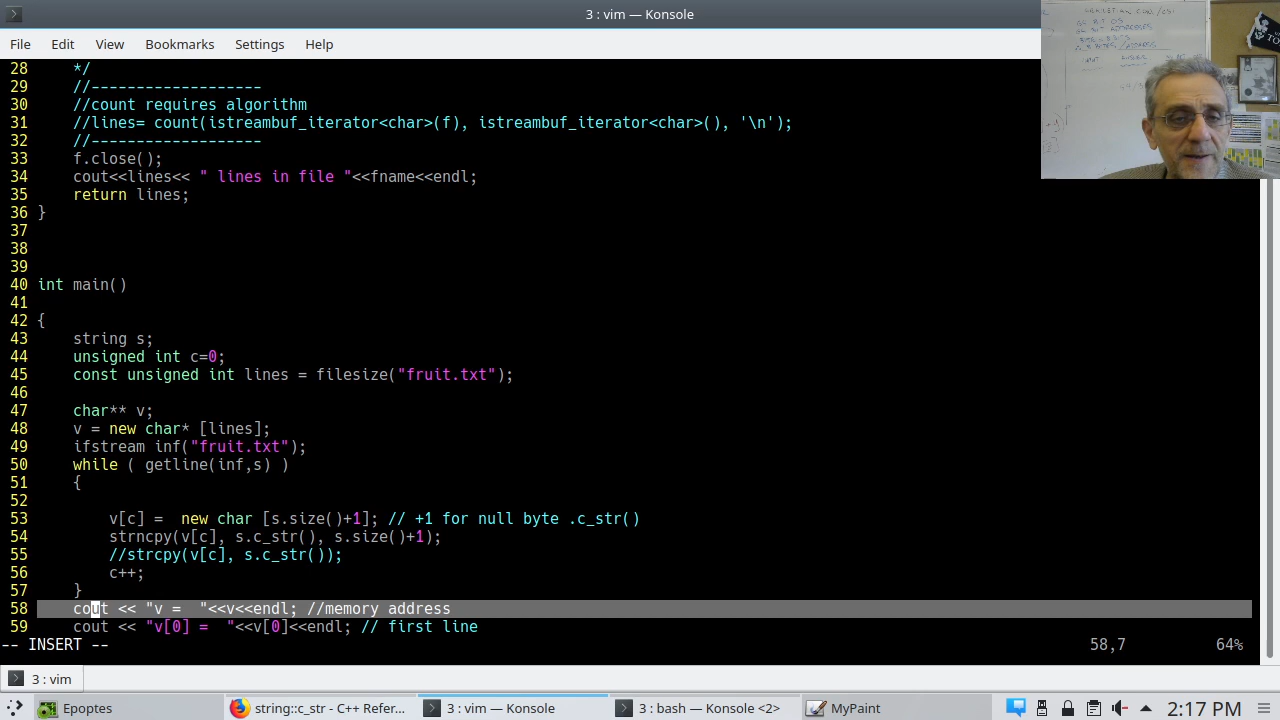 3 : vim — Konsole
File Edit View Bookmarks Settings Help
28 */
29 //-------------------
30 //count requires algorithm
31 //lines= count(istreambuf_iterator<char>(f), istreambuf_iterator<char>(), '\n');
32 //-------------------
33 f.close();
34 cout<<lines<< " lines in file "<<fname<<endl;
35 return lines;
36 }
37
38
39
40 int main()
41
42 {
43 string s;
44 unsigned int c=0;
45 const unsigned int lines = filesize("fruit.txt");
46
47 char** v;
48 v = new char* [lines];
49 ifstream inf("fruit.txt");
50 while ( getline(inf,s) )
51 {
52
53 v[c] =  new char [s.size()+1]; // +1 for null byte .c_str()
54 strncpy(v[c], s.c_str(), s.size()+1);
55 //strcpy(v[c], s.c_str());
56 c++;
57 }
58 cout << "v =  "<<v<<endl; //memory address
59 cout << "v[0] =  "<<v[0]<<endl; // first line
-- INSERT -- 58,7 64%
3 : vim
Epoptes string::c_str - C++ Refer... 3 : vim — Konsole 3 : bash — Konsole <2> MyPaint 2:17 PM
64 BIT OS
64 BIT ADDRESSES